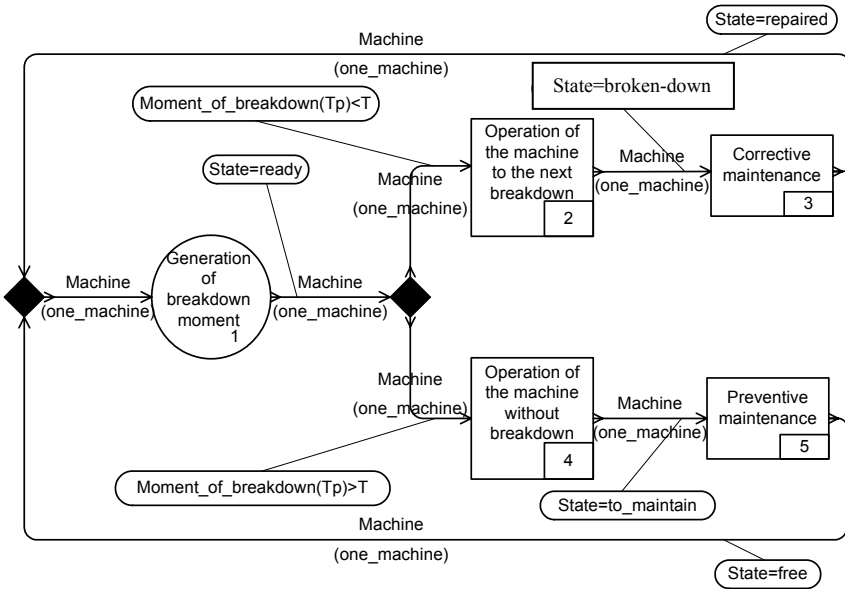 State=repaired
Machine
(one_machine)
State=broken-down
Moment_of_breakdown(Tp)<T
Operation of
the machine
to the next
breakdown
2
Machine
(one_machine)
Corrective
maintenance
3
State=ready
Machine
(one_machine)
Machine
(one_machine)
Generation
of
breakdown
moment
1
Machine
(one_machine)
Machine
(one_machine)
Operation of
the machine
without
breakdown
4
Machine
(one_machine)
Preventive
maintenance
5
Moment_of_breakdown(Tp)>T
State=to_maintain
Machine
(one_machine)
State=free